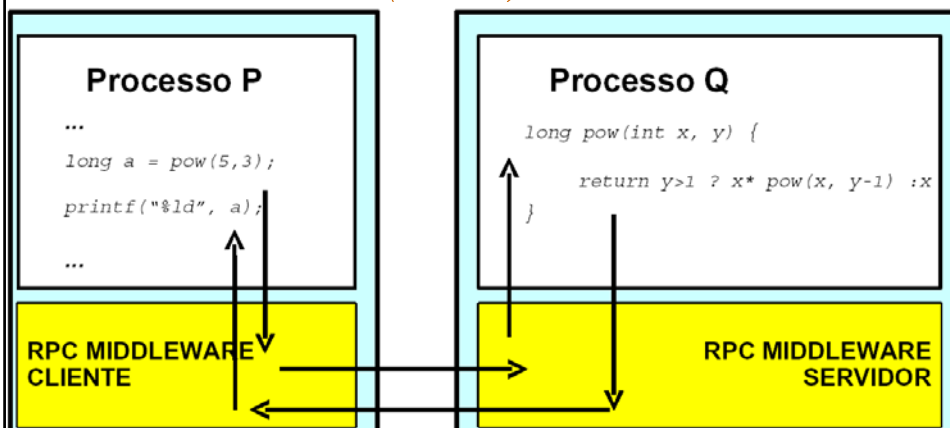 Processo P
...
long a = pow(5,3);
printf("%ld", a);
...
RPC MIDDLEWARE
CLIENTE
Processo Q
long pow(int x, y) {
return y>1 ? x* pow(x, y-1) :x
}
RPC MIDDLEWARE
SERVIDOR